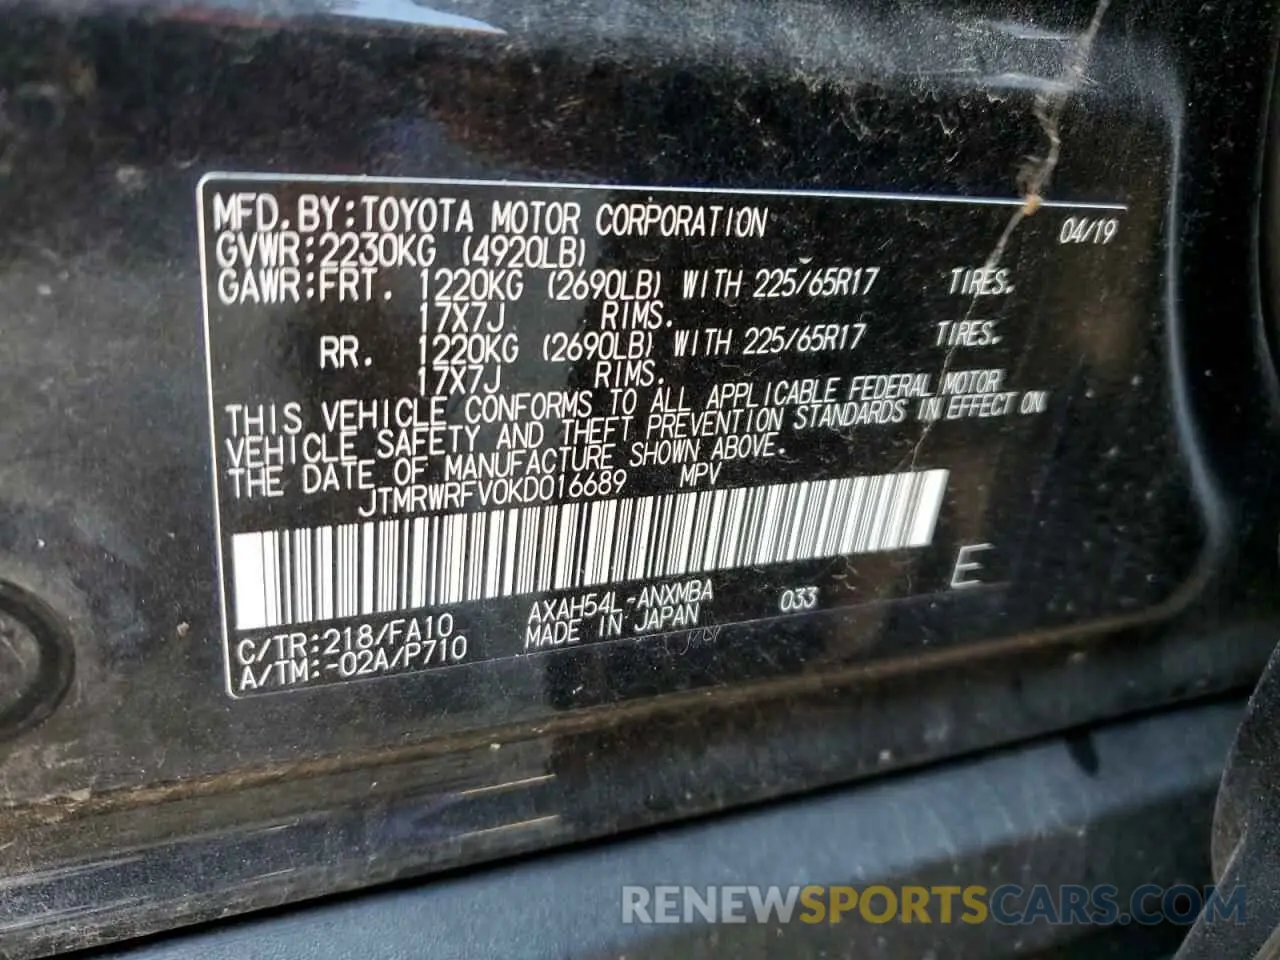 MFD.BY:TOYOTA MOTOR CORPORATION 04/19
GVWR:2230KG (4920LB)
GAWR:FRT. 1220KG (2690LB) WITH 225/65R17 TIRES.
17X7J RIMS.
RR. 1220KG (2690LB) WITH 225/65R17 TIRES.
17X7J RIMS.
THIS VEHICLE CONFORMS TO ALL APPLICABLE FEDERAL MOTOR
VEHICLE SAFETY AND THEFT PREVENTION STANDARDS IN EFFECT ON
THE DATE OF MANUFACTURE SHOWN ABOVE.
JTMRWRFV0KD016689 MPV
E
C/TR:218/FA10 AXAH54L-ANXMBA 033
A/TM:-02A/P710 MADE IN JAPAN
RENEWSPORTSCARS.COM